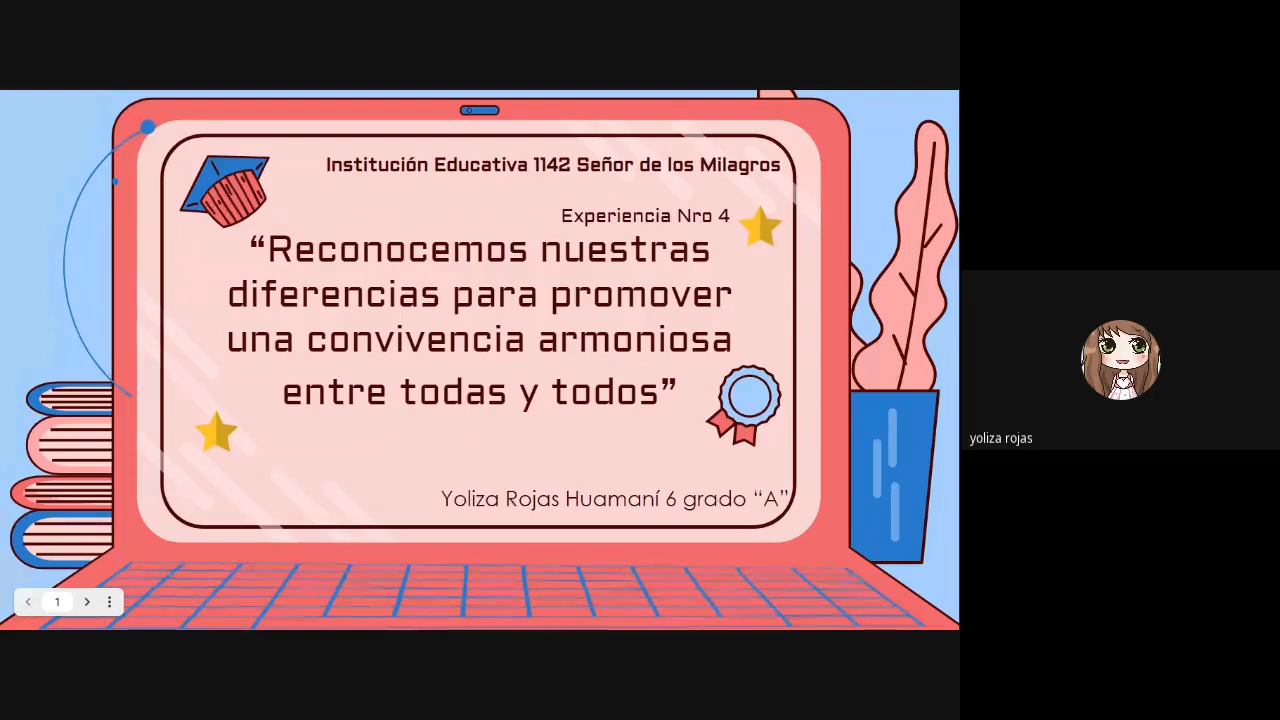 Institución Educativa 1142 Señor de los Milagros
Experiencia Nro 4
“Reconocemos nuestras
diferencias para promover
una convivencia armoniosa
entre todas y todos”
Yoliza Rojas Huamaní 6 grado “A”
1
yoliza rojas